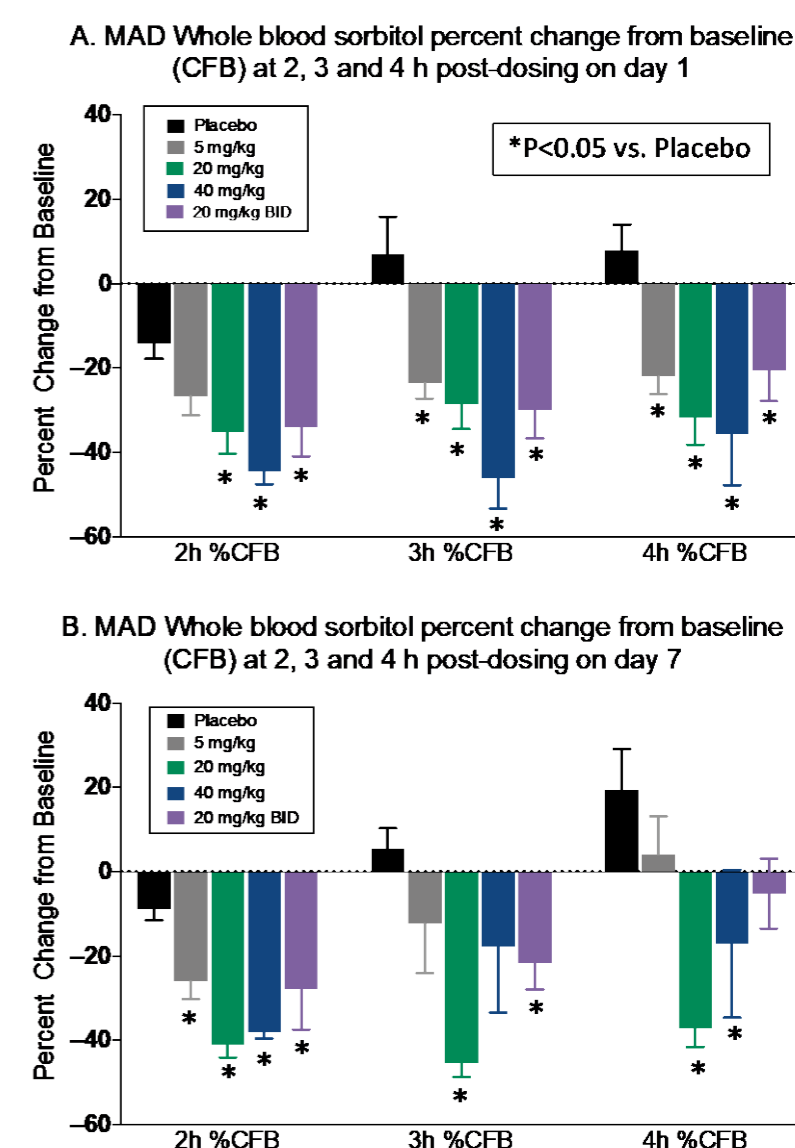 A. MAD Whole blood sorbitol percent change from baseline
(CFB) at 2, 3 and 4 h post-dosing on day 1
Percent Change from Baseline
40
20
0
–20
–40
–60
Placebo
5 mg/kg
20 mg/kg
40 mg/kg
20 mg/kg BID
*P<0.05 vs. Placebo
* * *
* * * *
* * * *
2h %CFB 3h %CFB 4h %CFB
B. MAD Whole blood sorbitol percent change from baseline
(CFB) at 2, 3 and 4 h post-dosing on day 7
Percent Change from Baseline
40
20
0
–20
–40
–60
Placebo
5 mg/kg
20 mg/kg
40 mg/kg
20 mg/kg BID
* * * *
* *
* *
2h %CFB 3h %CFB 4h %CFB